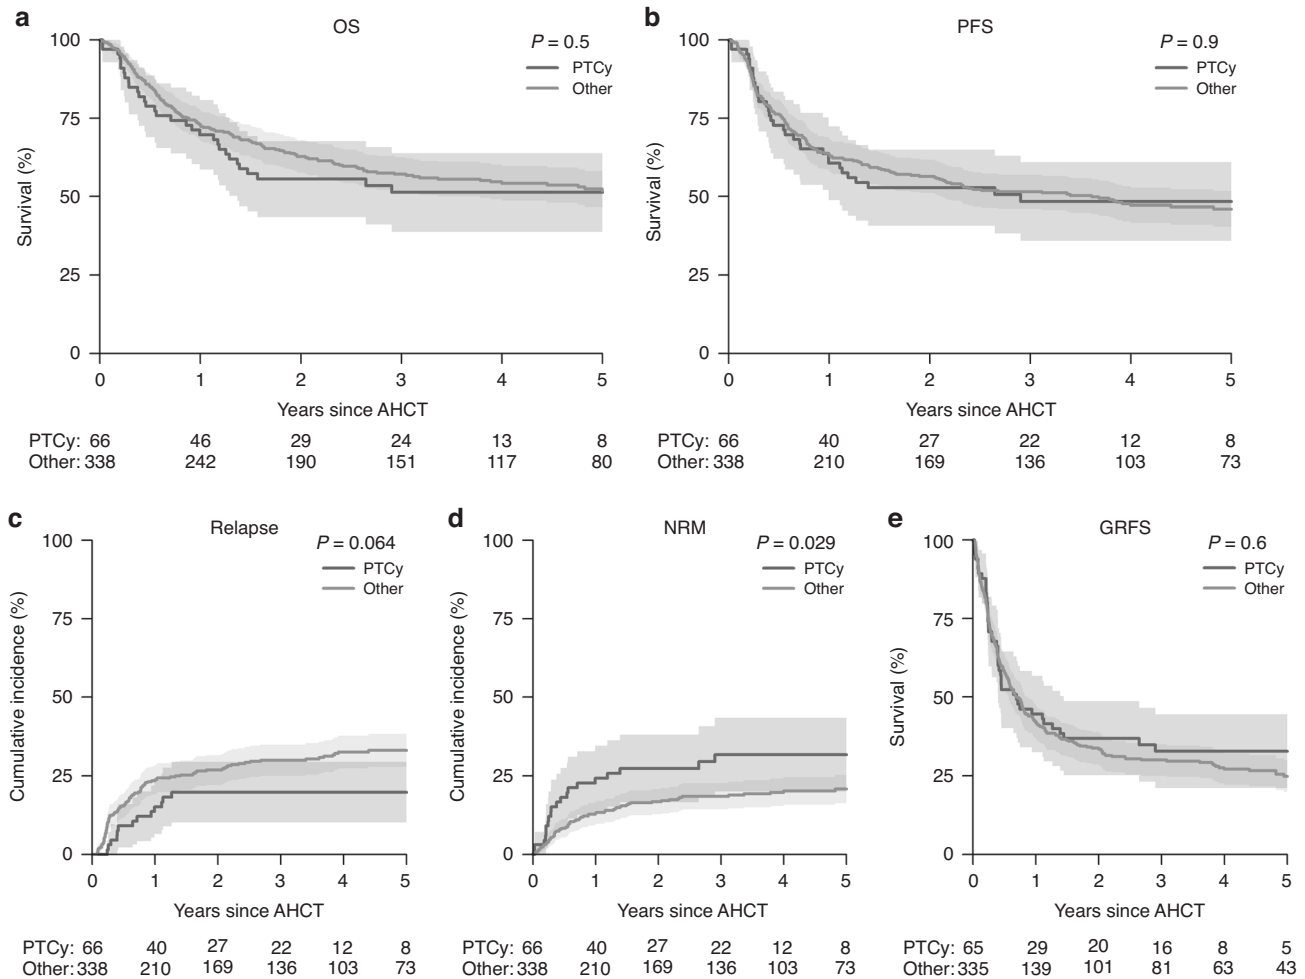 a
OS
P = 0.5
PTCy
Other
Survival (%)
100
75
50
25
0
0 1 2 3 4 5
Years since AHCT
PTCy: 66 46 29 24 13 8
Other: 338 242 190 151 117 80
b
PFS
P = 0.9
PTCy
Other
Survival (%)
100
75
50
25
0
0 1 2 3 4 5
Years since AHCT
PTCy: 66 40 27 22 12 8
Other: 338 210 169 136 103 73
c
Relapse
P = 0.064
PTCy
Other
Cumulative incidence (%)
100
75
50
25
0
0 1 2 3 4 5
Years since AHCT
PTCy: 66 40 27 22 12 8
Other: 338 210 169 136 103 73
d
NRM
P = 0.029
PTCy
Other
Cumulative incidence (%)
100
75
50
25
0
0 1 2 3 4 5
Years since AHCT
PTCy: 66 40 27 22 12 8
Other: 338 210 169 136 103 73
e
GRFS
P = 0.6
PTCy
Other
Survival (%)
100
75
50
25
0
0 1 2 3 4 5
Years since AHCT
PTCy: 65 29 20 16 8 5
Other: 335 139 101 81 63 43